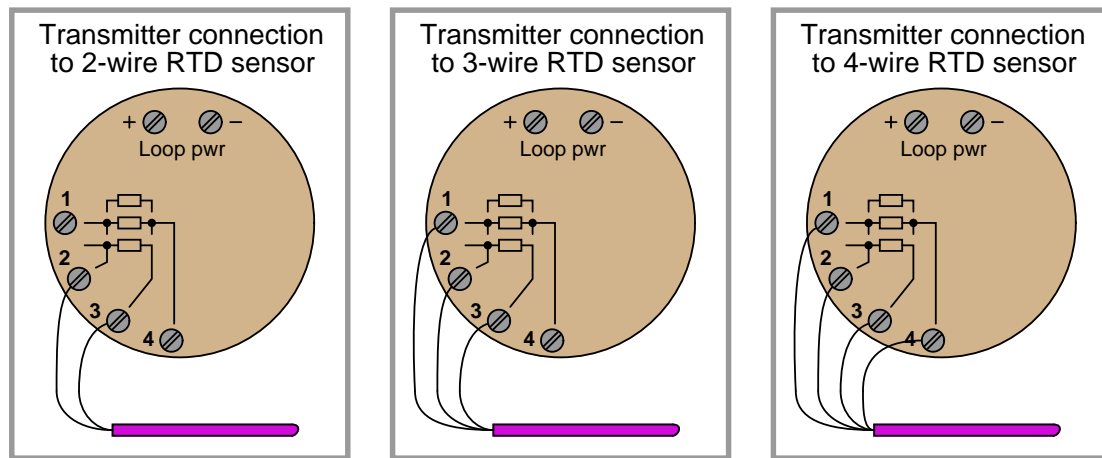 Transmitter connection
to 2-wire RTD sensor
+ −
Loop pwr
1
2
3
4
Transmitter connection
to 3-wire RTD sensor
+ −
Loop pwr
1
2
3
4
Transmitter connection
to 4-wire RTD sensor
+ −
Loop pwr
1
2
3
4